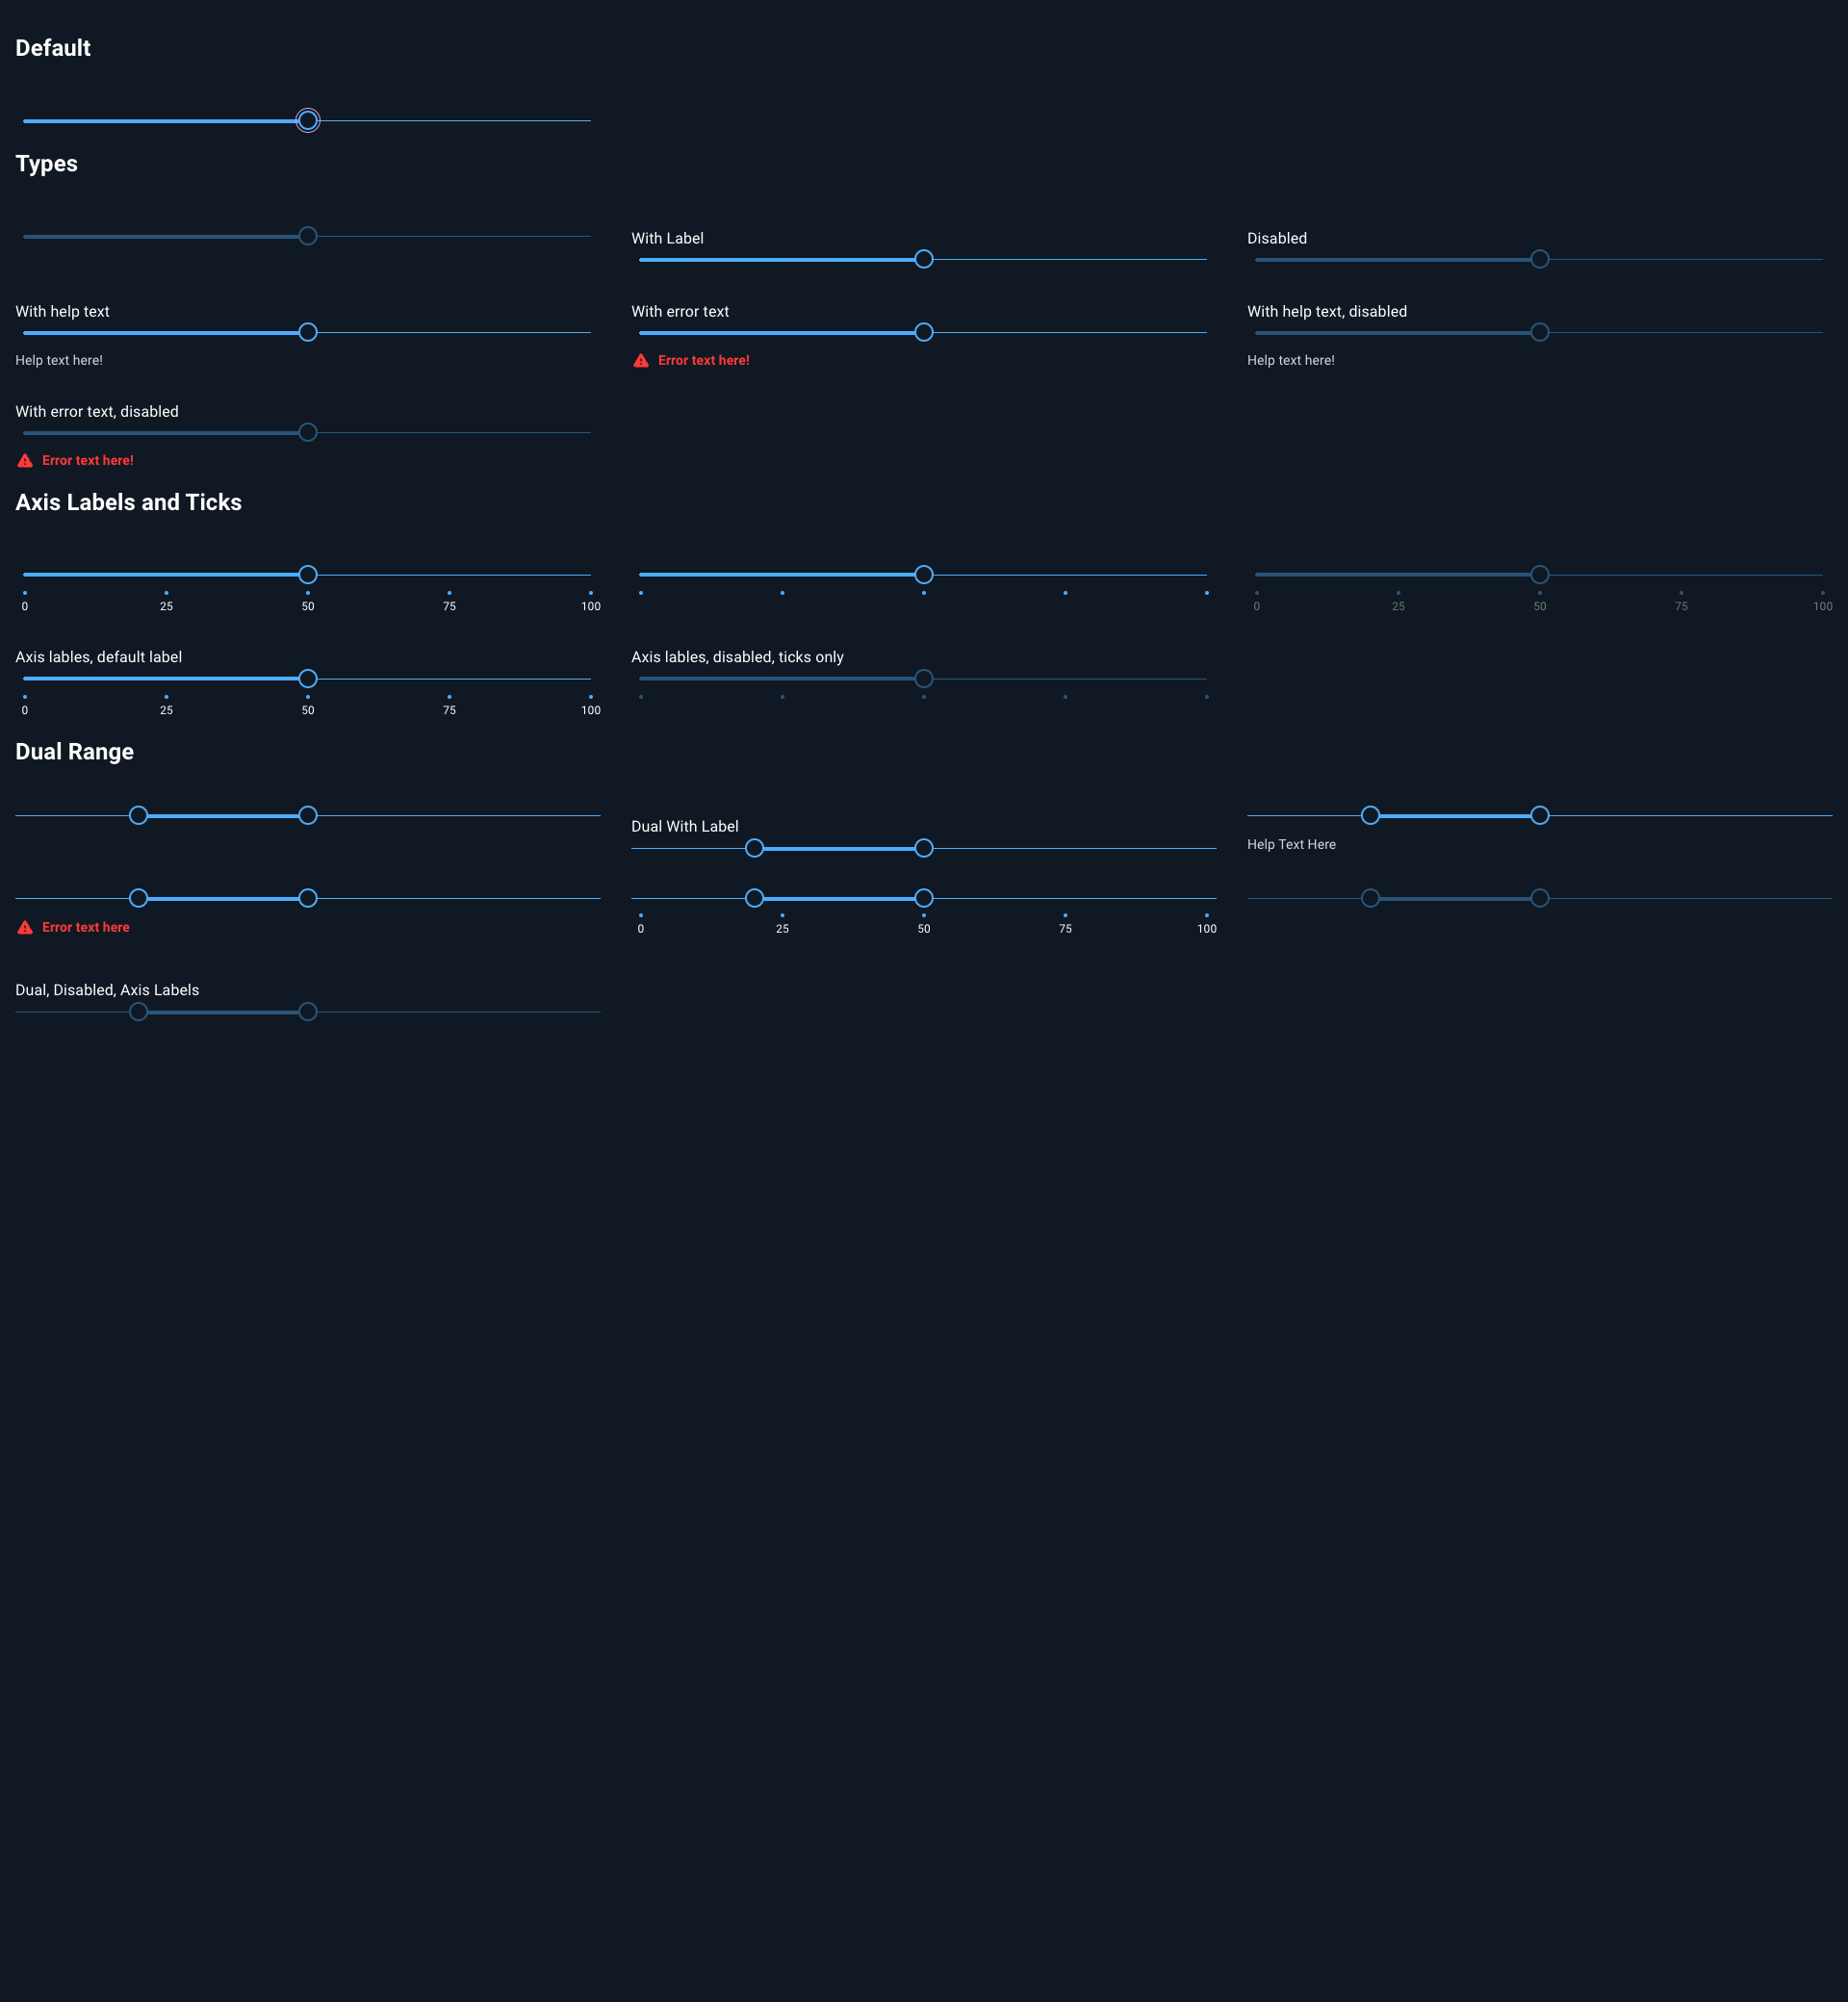 Default
Types
With Label
Disabled
With help text
With error text
With help text, disabled
Help text here!
Error text here!
Help text here!
With error text, disabled
Error text here!
Axis Labels and Ticks
0 25 50 75 100
0 25 50 75 100
Axis lables, default label
Axis lables, disabled, ticks only
0 25 50 75 100
Dual Range
Dual With Label
Help Text Here
Error text here
0 25 50 75 100
Dual, Disabled, Axis Labels